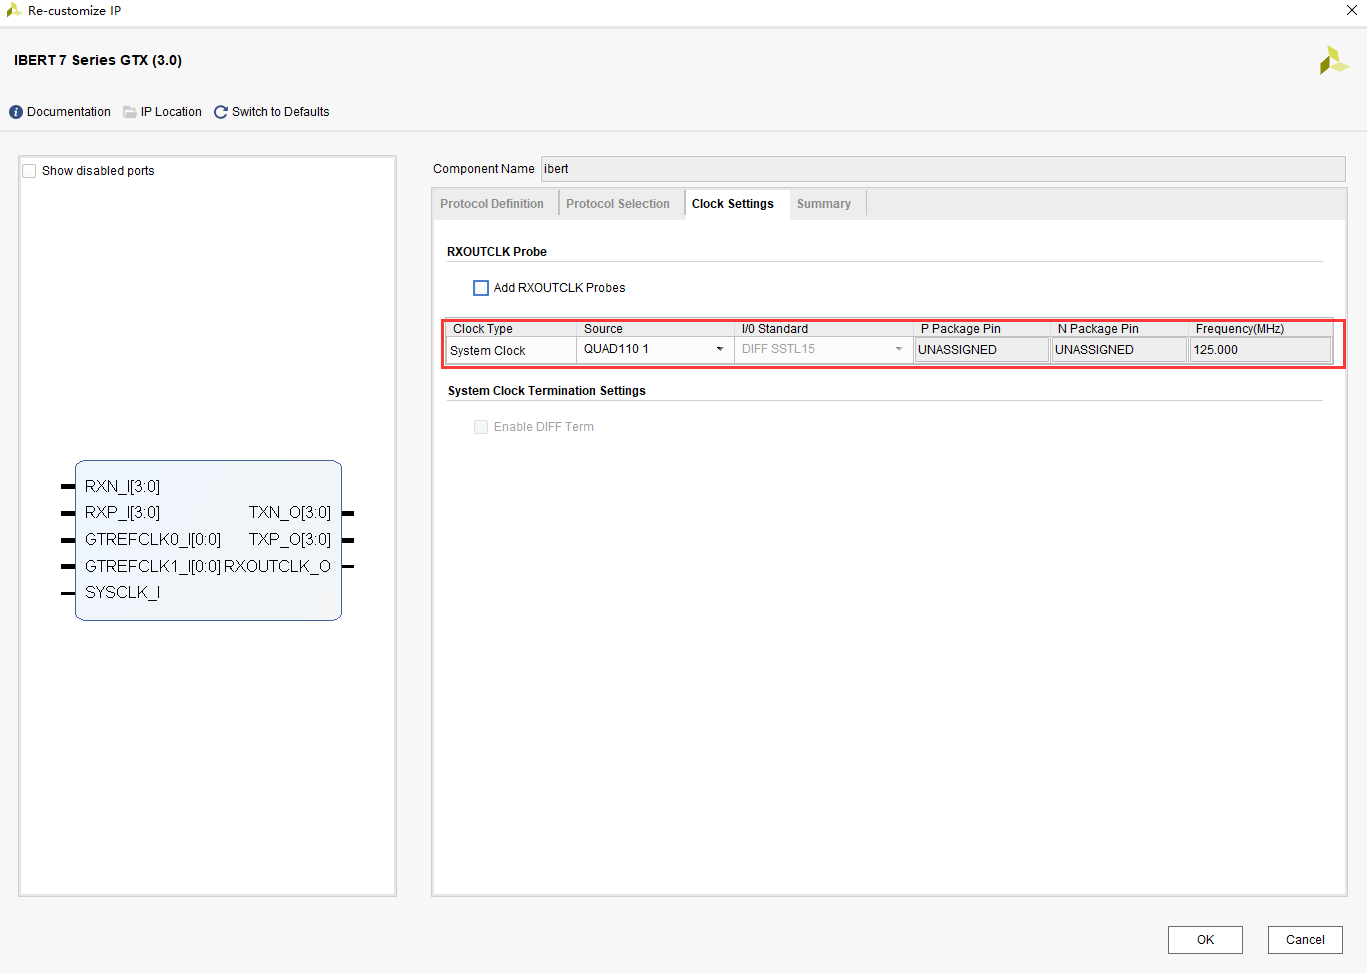 Re-customize IP
IBERT 7 Series GTX (3.0)
Documentation IP Location Switch to Defaults
Show disabled ports
RXN_I[3:0]
RXP_I[3:0] TXN_O[3:0]
GTREFCLK0_I[0:0] TXP_O[3:0]
GTREFCLK1_I[0:0] RXOUTCLK_O
SYSCLK_I
Component Name ibert
Protocol Definition Protocol Selection Clock Settings Summary
RXOUTCLK Probe
Add RXOUTCLK Probes
Clock Type Source I/0 Standard P Package Pin N Package Pin Frequency(MHz)
System Clock QUAD110 1 DIFF SSTL15 UNASSIGNED UNASSIGNED 125.000
System Clock Termination Settings
Enable DIFF Term
OK Cancel